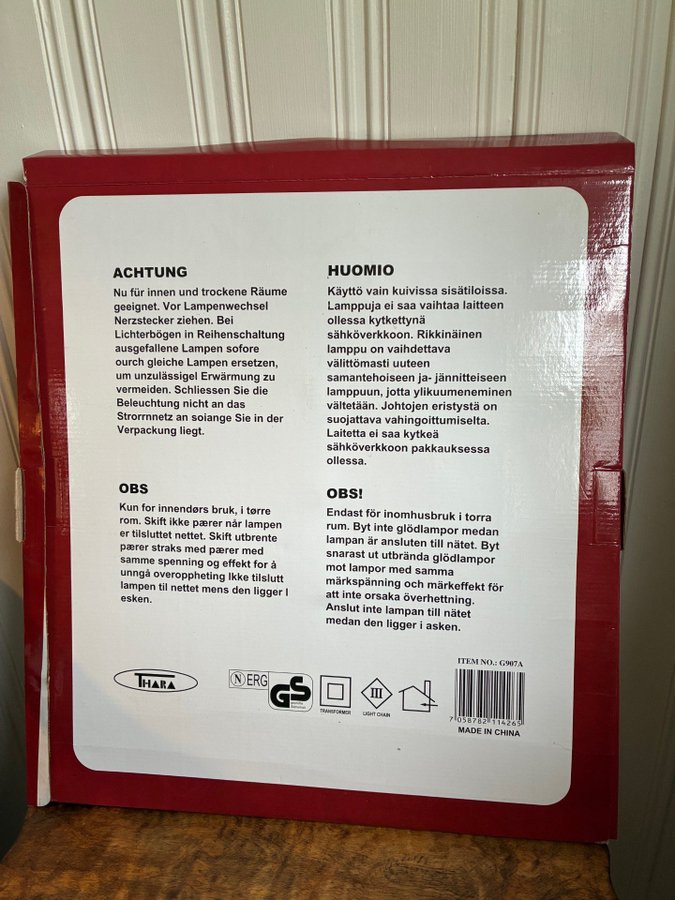 ACHTUNG
Nu für innen und trockene Räume
geeignet. Vor Lampenwechsel
Nerzstecker ziehen. Bei
Lichterbögen in Reihenschaltung
ausgefallene Lampen sofore
ourch gleiche Lampen ersetzen,
um unzulässigel Erwärmung zu
vermeiden. Schliessen Sie die
Beleuchtung nicht an das
Strorrnnetz an soiange Sie in der
Verpackung liegt.
HUOMIO
Käyttö vain kuivissa sisätiloissa.
Lamppuja ei saa vaihtaa laitteen
ollessa kytkettynä
sähköverkkoon. Rikkinäinen
lamppu on vaihdettava
välittömasti uuteen
samantehoiseen ja- jännitteiseen
lamppuun, jotta ylikuumeneminen
vältetään. Johtojen eristystä on
suojattava vahingoittumiselta.
Laitetta ei saa kytkeä
sähköverkkoon pakkauksessa
ollessa.
OBS
Kun for innendørs bruk, i tørre
rom. Skift ikke pærer når lampen
er tilsluttet nettet. Skift utbrente
pærer straks med pærer med
samme spenning og effekt for å
unngå overoppheting Ikke tilslutt
lampen til nettet mens den ligger I
esken.
OBS!
Endast för inomhusbruk i torra
rum. Byt inte glödlampor medan
lampan är ansluten till nätet. Byt
snarast ut utbrända glödlampor
mot lampor med samma
märkspänning och märkeffekt för
att inte orsaka överhettning.
Anslut inte lampan till nätet
medan den ligger i asken.
THARA
N ERG
GS
geprüfte
Sicherheit
TRANSFORMER
III
LIGHT CHAIN
ITEM NO.: G907A
7 058782 114265
MADE IN CHINA